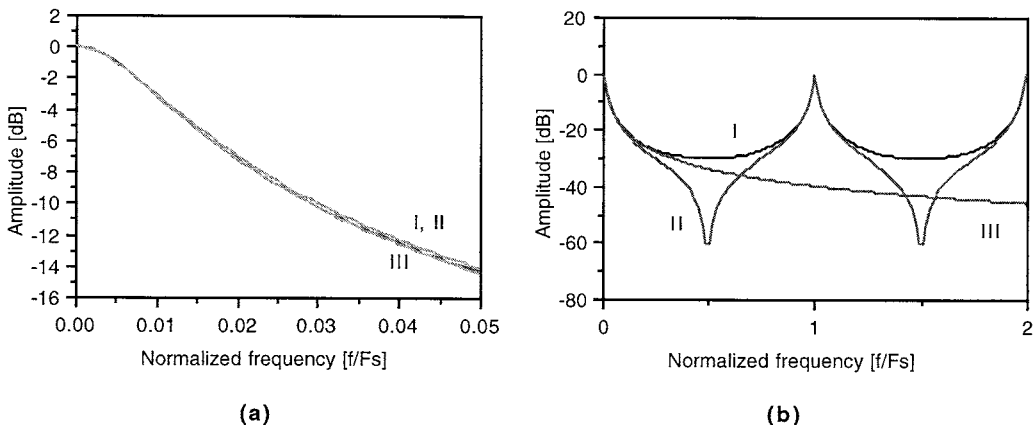 2
0
-2
-4
-6
-8
-10
-12
-14
-16
Amplitude [dB]
I, II
III
0.00 0.01 0.02 0.03 0.04 0.05
Normalized frequency [f/Fs]
(a)
20
0
-20
-40
-60
-80
Amplitude [dB]
I
II
III
0 1 2
Normalized frequency [f/Fs]
(b)